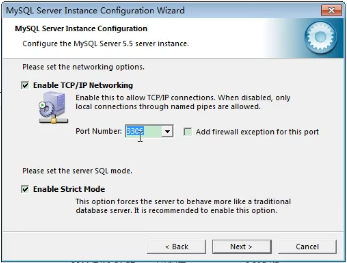 MySQL Server Instance Configuration Wizard
MySQL Server Instance Configuration
Configure the MySQL Server 5.5 server instance.
Please set the networking options.
Enable TCP/IP Networking
Enable this to allow TCP/IP connections. When disabled, only
local connections through named pipes are allowed.
Port Number:
Add firewall exception for this port
Please set the server SQL mode.
Enable Strict Mode
This option forces the server to behave more like a traditional
database server. It is recommended to enable this option.
< Back
Next >
Cancel